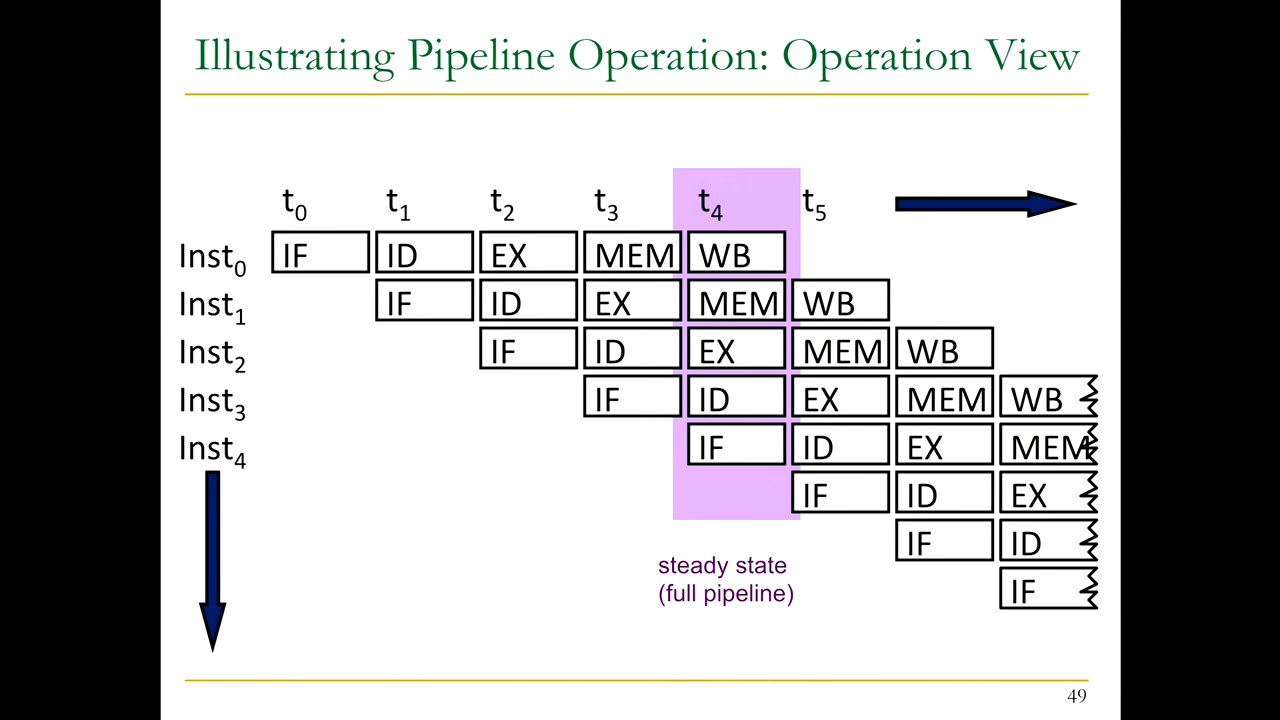 Illustrating Pipeline Operation: Operation View
t0 t1 t2 t3 t4 t5
Inst0 IF ID EX MEM WB
Inst1 IF ID EX MEM WB
Inst2 IF ID EX MEM WB
Inst3 IF ID EX MEM WB
Inst4 IF ID EX MEM
IF ID EX
IF ID
IF
steady state
(full pipeline)
49